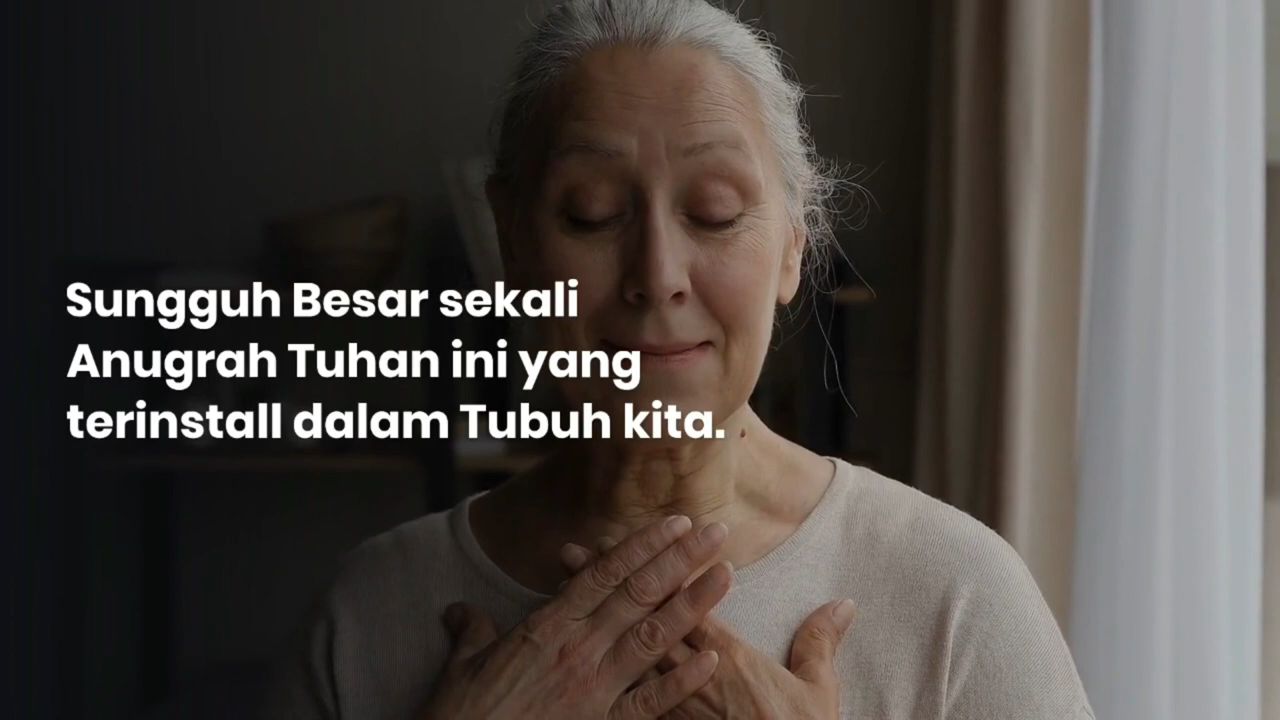 Sungguh Besar sekali
Anugrah Tuhan ini yang
terinstall dalam Tubuh kita.